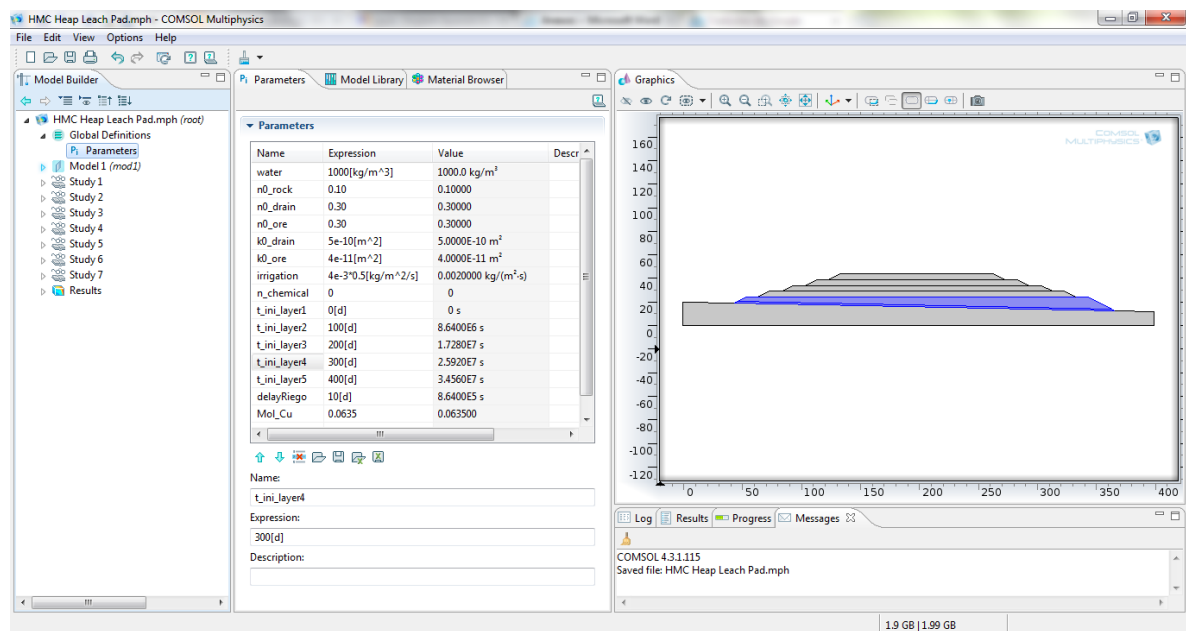 HMC Heap Leach Pad.mph - COMSOL Multiphysics
File Edit View Options Help
Model Builder
HMC Heap Leach Pad.mph (root)
Global Definitions
Pi Parameters
Model 1 (mod1)
Study 1
Study 2
Study 3
Study 4
Study 5
Study 6
Study 7
Results
Pi Parameters Model Library Material Browser
Parameters
Name Expression Value Descr
water 1000[kg/m^3] 1000.0 kg/m³
n0_rock 0.10 0.10000
n0_drain 0.30 0.30000
n0_ore 0.30 0.30000
k0_drain 5e-10[m^2] 5.0000E-10 m²
k0_ore 4e-11[m^2] 4.0000E-11 m²
irrigation 4e-3*0.5[kg/m^2/s] 0.0020000 kg/(m²·s)
n_chemical 0 0
t_ini_layer1 0[d] 0 s
t_ini_layer2 100[d] 8.6400E6 s
t_ini_layer3 200[d] 1.7280E7 s
t_ini_layer4 300[d] 2.5920E7 s
t_ini_layer5 400[d] 3.4560E7 s
delayRiego 10[d] 8.6400E5 s
Mol_Cu 0.0635 0.063500
Name:
t_ini_layer4
Expression:
300[d]
Description:
Graphics
COMSOL
MULTIPHYSICS
160
140
120
100
80
60
40
20
0
-20
-40
-60
-80
-100
-120
0 50 100 150 200 250 300 350 400
Log Results Progress Messages
COMSOL 4.3.1.115
Saved file: HMC Heap Leach Pad.mph
1.9 GB | 1.99 GB